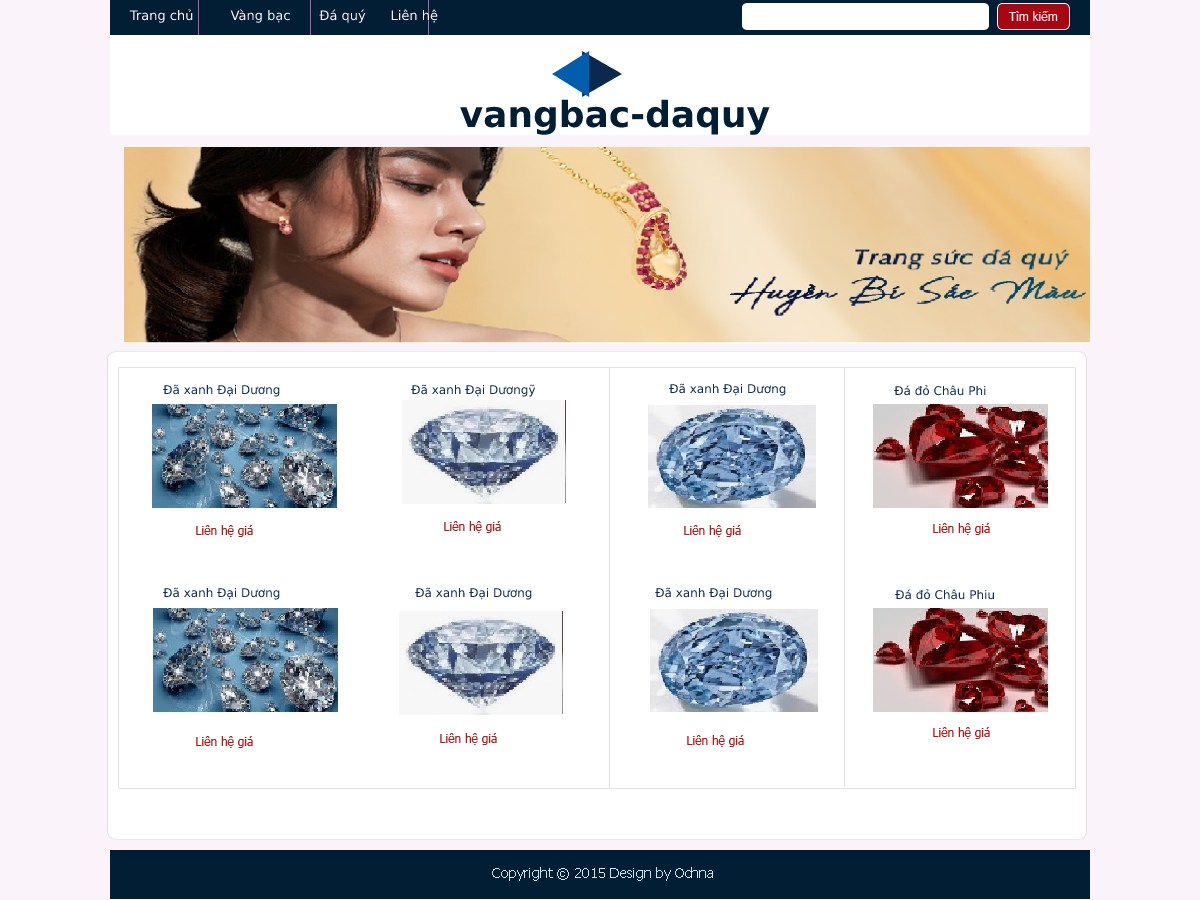 Trang chủ Vàng bạc Đá quý Liên hệ Tìm kiếm
vangbac-daquy
Trang sức đá quý
Huyền Bí Sắc Màu
Đã xanh Đại Dương Đã xanh Đại Dươngỹ Đã xanh Đại Dương Đá đỏ Châu Phi
Liên hệ giá Liên hệ giá Liên hệ giá Liên hệ giá
Đã xanh Đại Dương Đã xanh Đại Dương Đã xanh Đại Dương Đá đỏ Châu Phiu
Liên hệ giá Liên hệ giá Liên hệ giá Liên hệ giá
Copyright © 2015 Design by Ochna